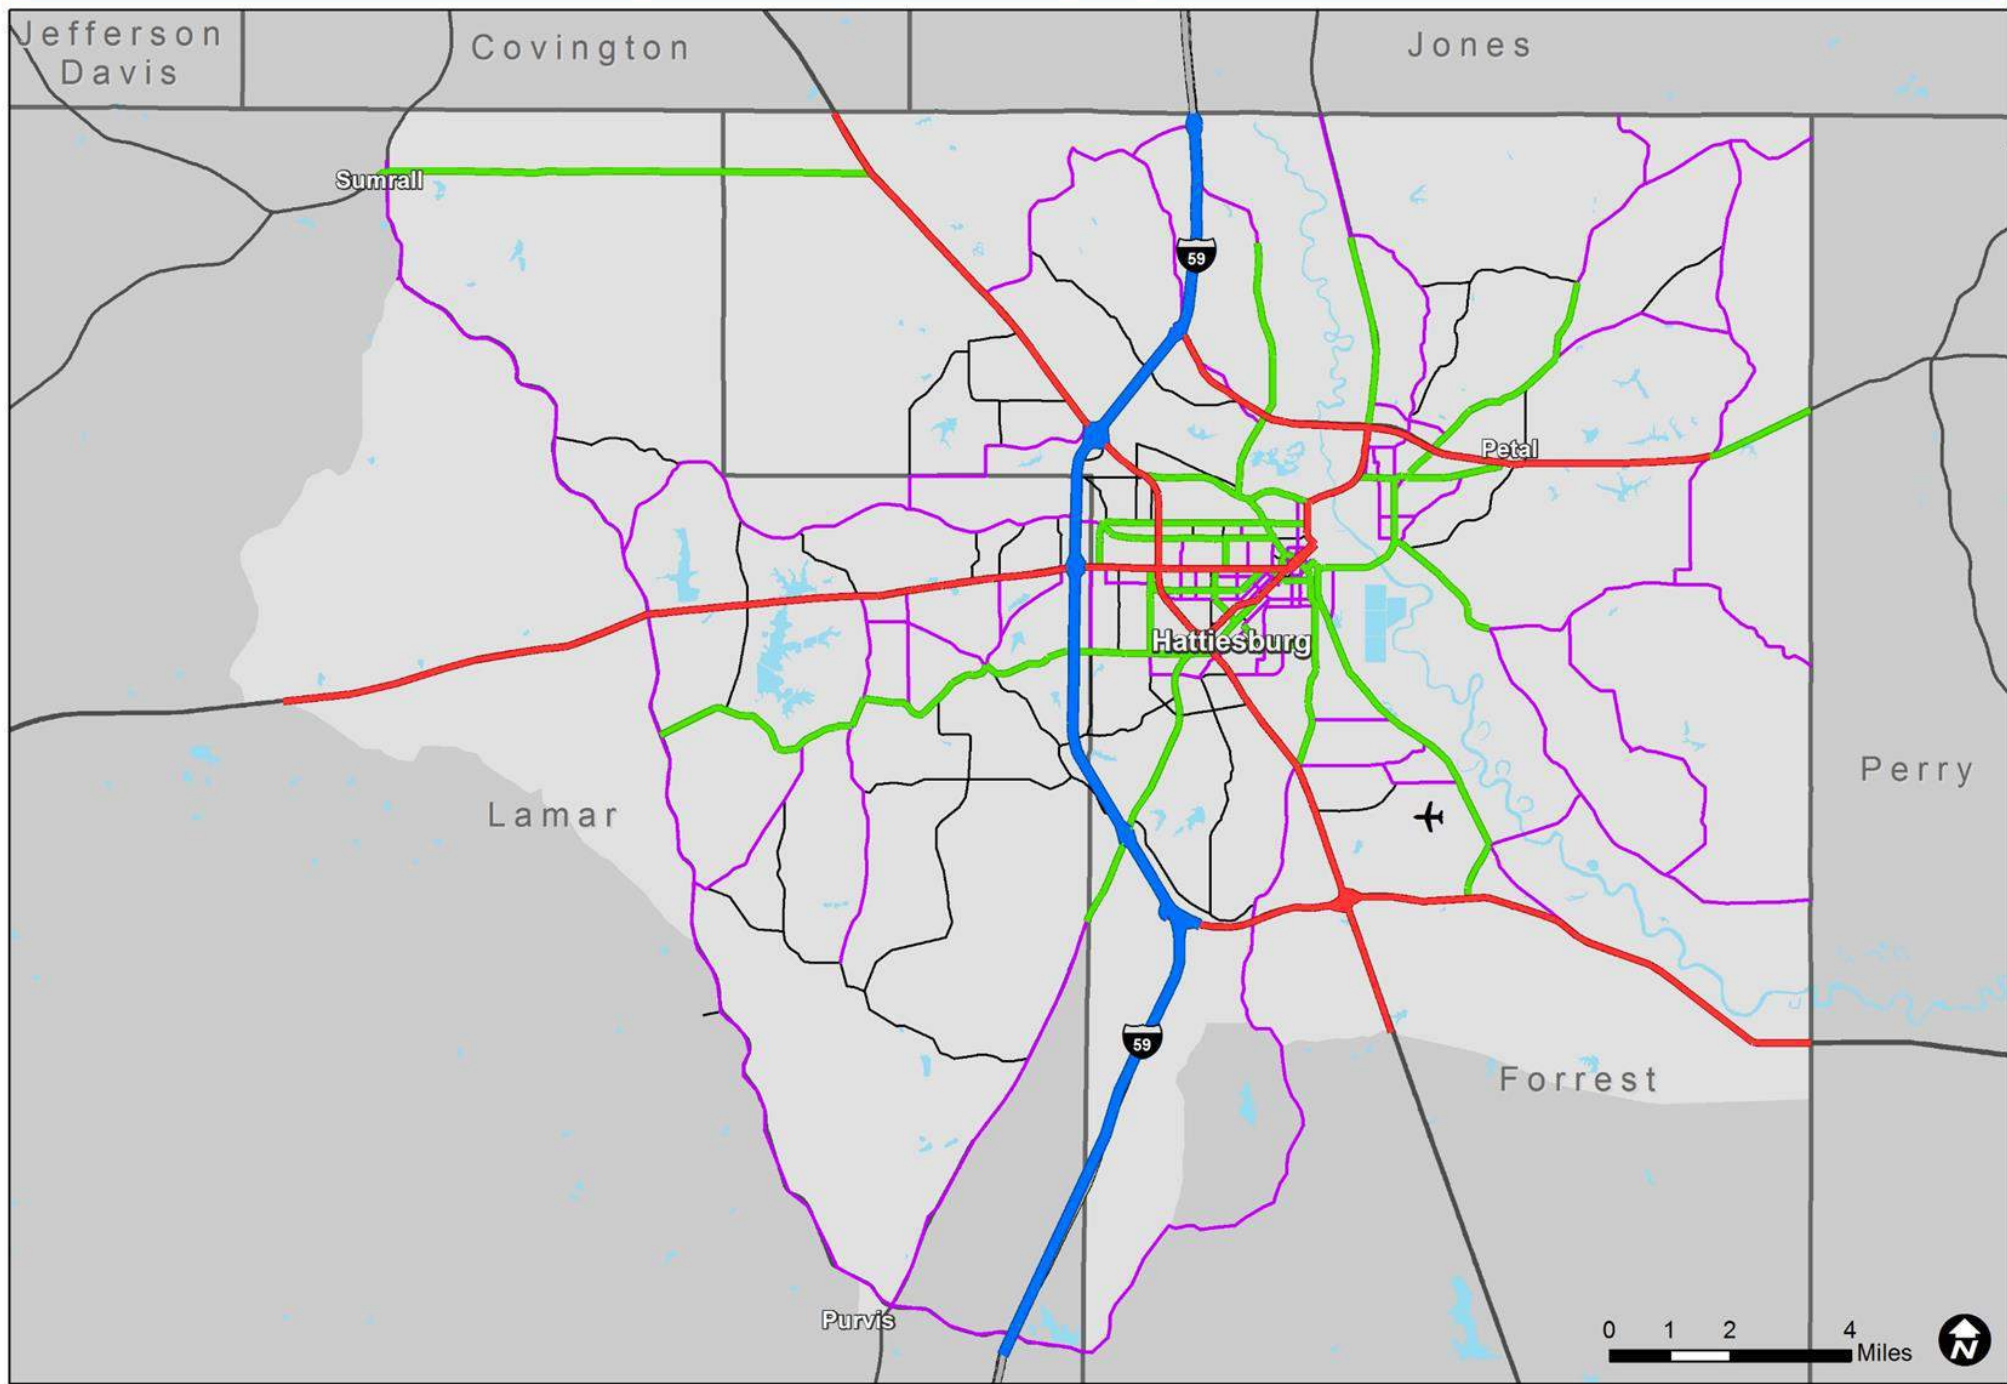 Jefferson
Davis
Covington
Jones
Sumrall
59
Petal
Hattiesburg
Perry
Lamar
59
Forrest
Purvis
0 1 2 4
Miles
N